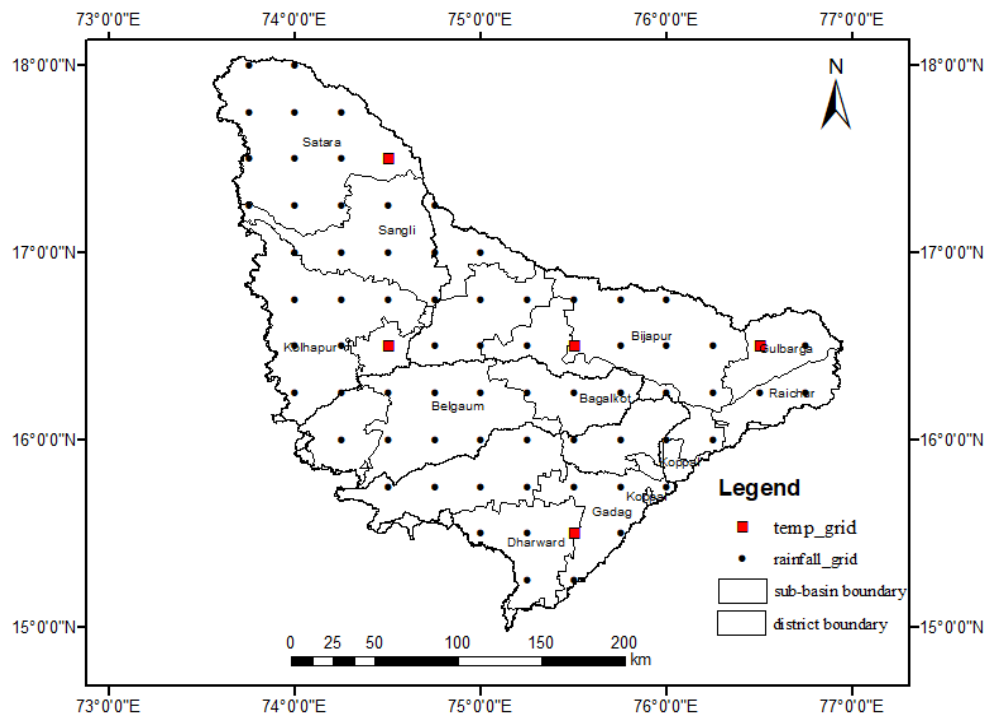 73°0'0"E 74°0'0"E 75°0'0"E 76°0'0"E 77°0'0"E
18°0'0"N 18°0'0"N
N
Satara
Sangli
17°0'0"N 17°0'0"N
Bijapur
Kolhapur Gulbarga
Raichur
Bagalkot
Belgaum
16°0'0"N 16°0'0"N
Koppal
Legend
Koppal
Gadag
temp_grid
Dharward
rainfall_grid
sub-basin boundary
district boundary
15°0'0"N 15°0'0"N
0 25 50 100 150 200
km
73°0'0"E 74°0'0"E 75°0'0"E 76°0'0"E 77°0'0"E